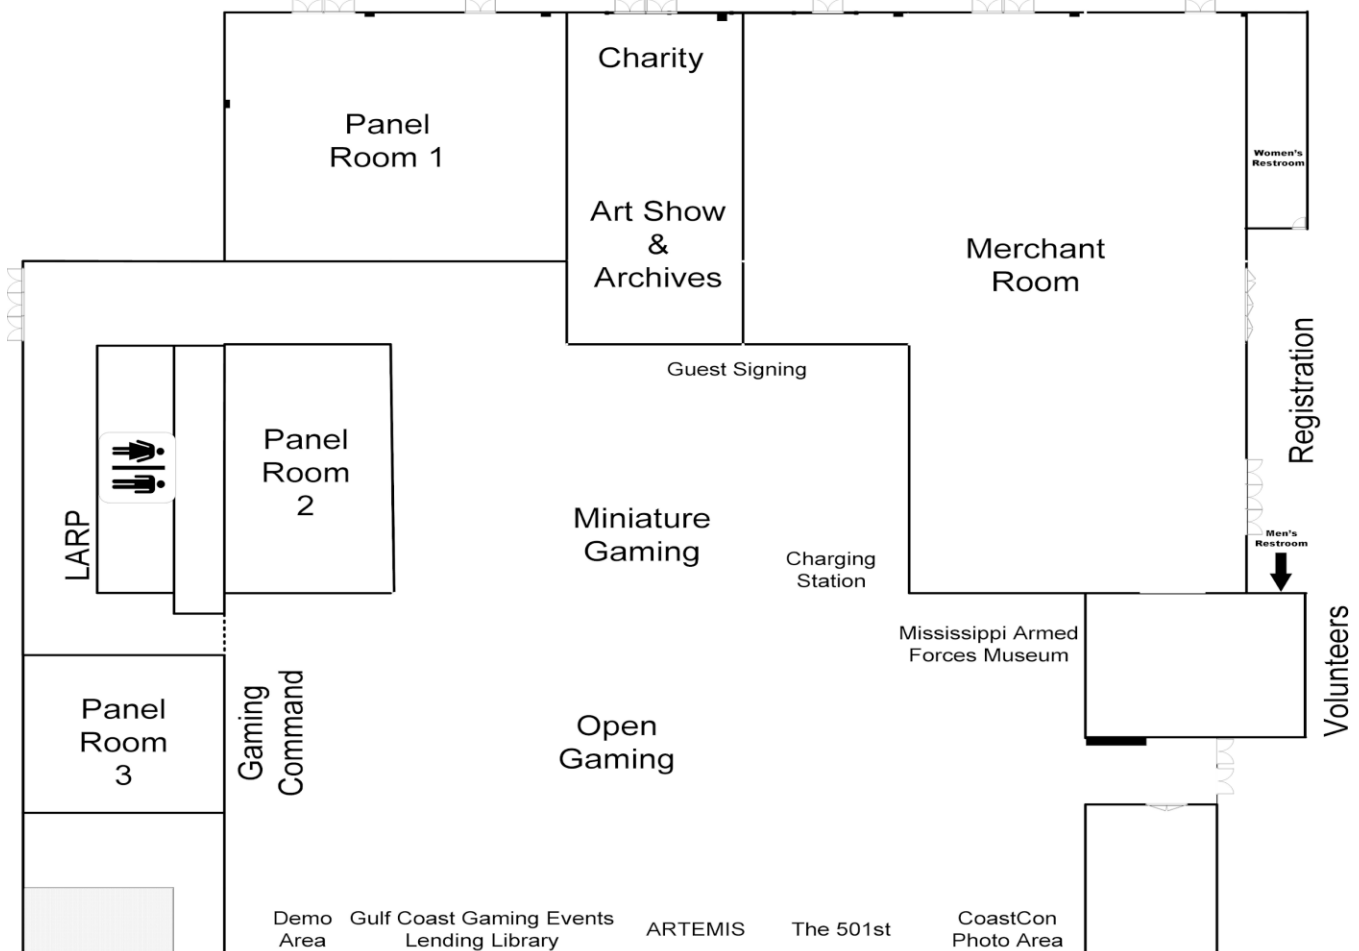 Charity
Panel
Room 1
Women's
Restroom
Art Show
&
Archives
Merchant
Room
Registration
Guest Signing
Panel
Room
2
LARP
Miniature
Gaming
Charging
Station
Men's
Restroom
Mississippi Armed
Forces Museum
Volunteers
Panel
Room
3
Gaming
Command
Open
Gaming
Demo
Area
Gulf Coast Gaming Events
Lending Library
ARTEMIS
The 501st
CoastCon
Photo Area